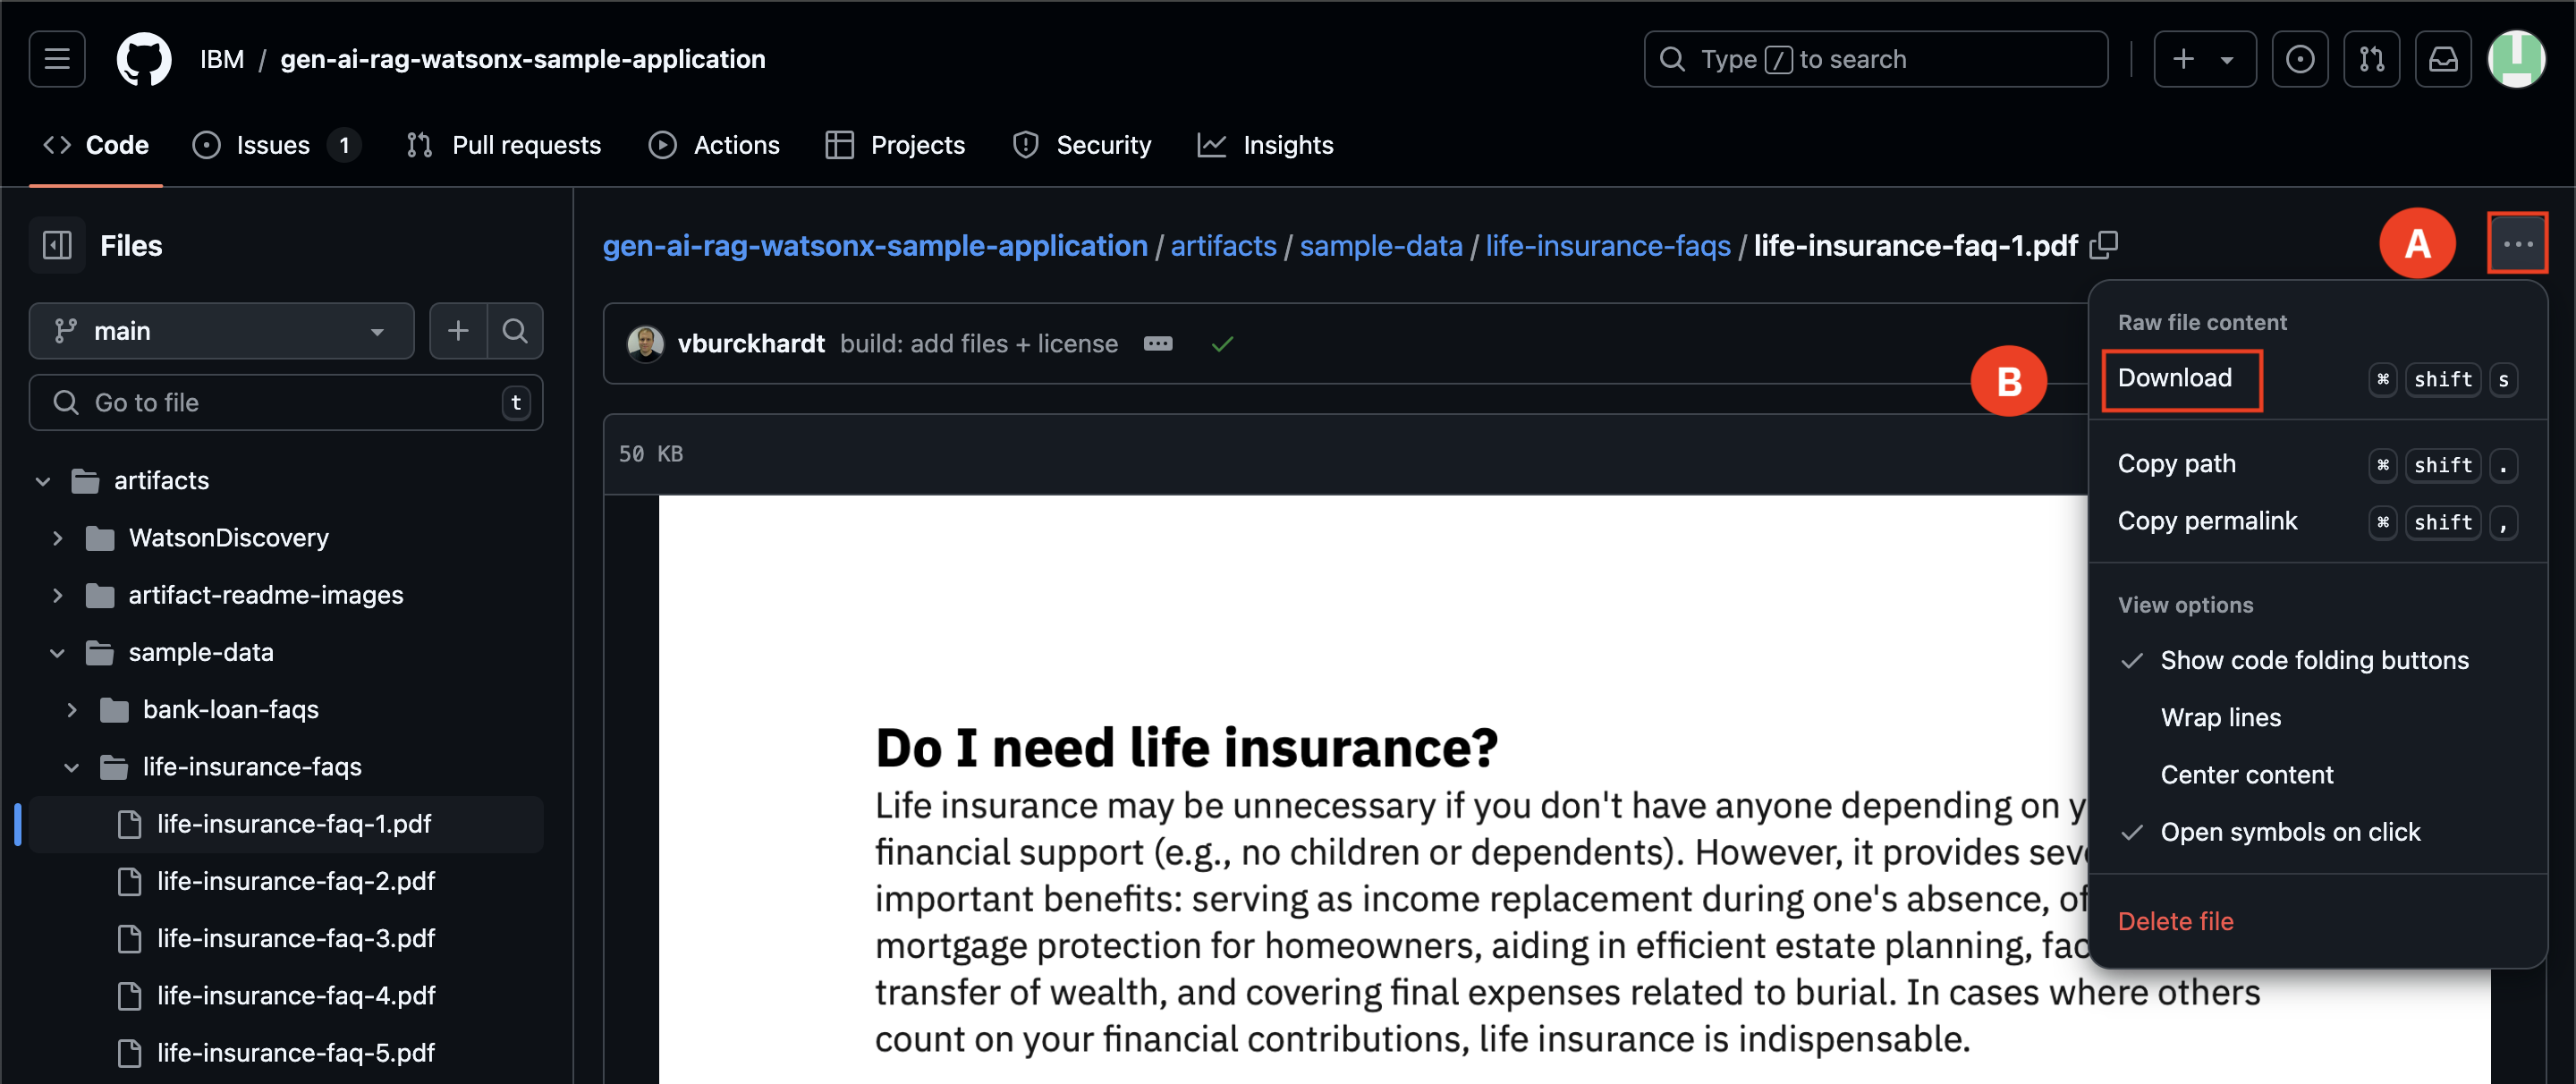 IBM / gen-ai-rag-watsonx-sample-application
Type / to search
Code
Issues 1
Pull requests
Actions
Projects
Security
Insights
Files
gen-ai-rag-watsonx-sample-application / artifacts / sample-data / life-insurance-faqs / life-insurance-faq-1.pdf
A
main
Go to file
t
artifacts
WatsonDiscovery
artifact-readme-images
sample-data
bank-loan-faqs
life-insurance-faqs
life-insurance-faq-1.pdf
life-insurance-faq-2.pdf
life-insurance-faq-3.pdf
life-insurance-faq-4.pdf
life-insurance-faq-5.pdf
vburckhardt build: add files + license
B
50 KB
Do I need life insurance?
Life insurance may be unnecessary if you don't have anyone depending on
financial support (e.g., no children or dependents). However, it provides
important benefits: serving as income replacement during one's absence,
mortgage protection for homeowners, aiding in efficient estate planning,
transfer of wealth, and covering final expenses related to burial. In cases where others
count on your financial contributions, life insurance is indispensable.
Raw file content
Download ⌘ shift s
Copy path ⌘ shift .
Copy permalink ⌘ shift ,
View options
Show code folding buttons
Wrap lines
Center content
Open symbols on click
Delete file